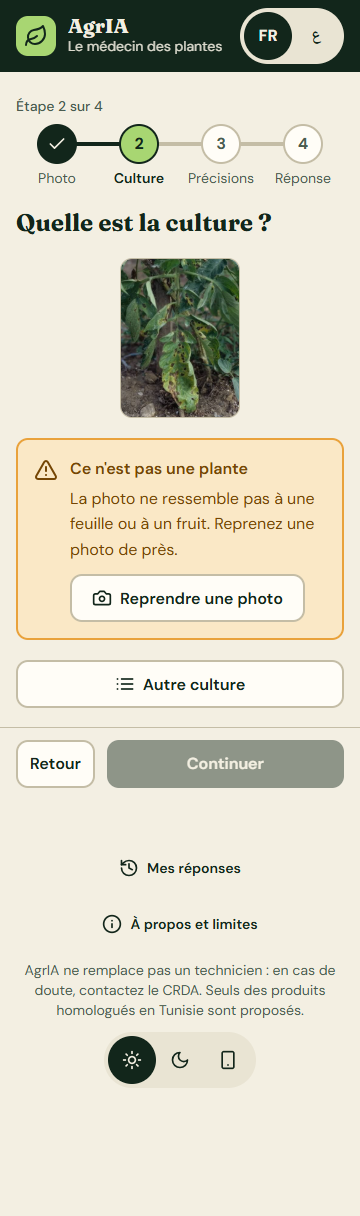 AgrIA
Le médecin des plantes
FR
ع
Étape 2 sur 4
2
3
4
Photo
Culture
Précisions
Réponse
Quelle est la culture ?
Ce n'est pas une plante
La photo ne ressemble pas à une
feuille ou à un fruit. Reprenez une
photo de près.
Reprendre une photo
Autre culture
Retour
Continuer
Mes réponses
À propos et limites
AgrIA ne remplace pas un technicien : en cas de
doute, contactez le CRDA. Seuls des produits
homologués en Tunisie sont proposés.